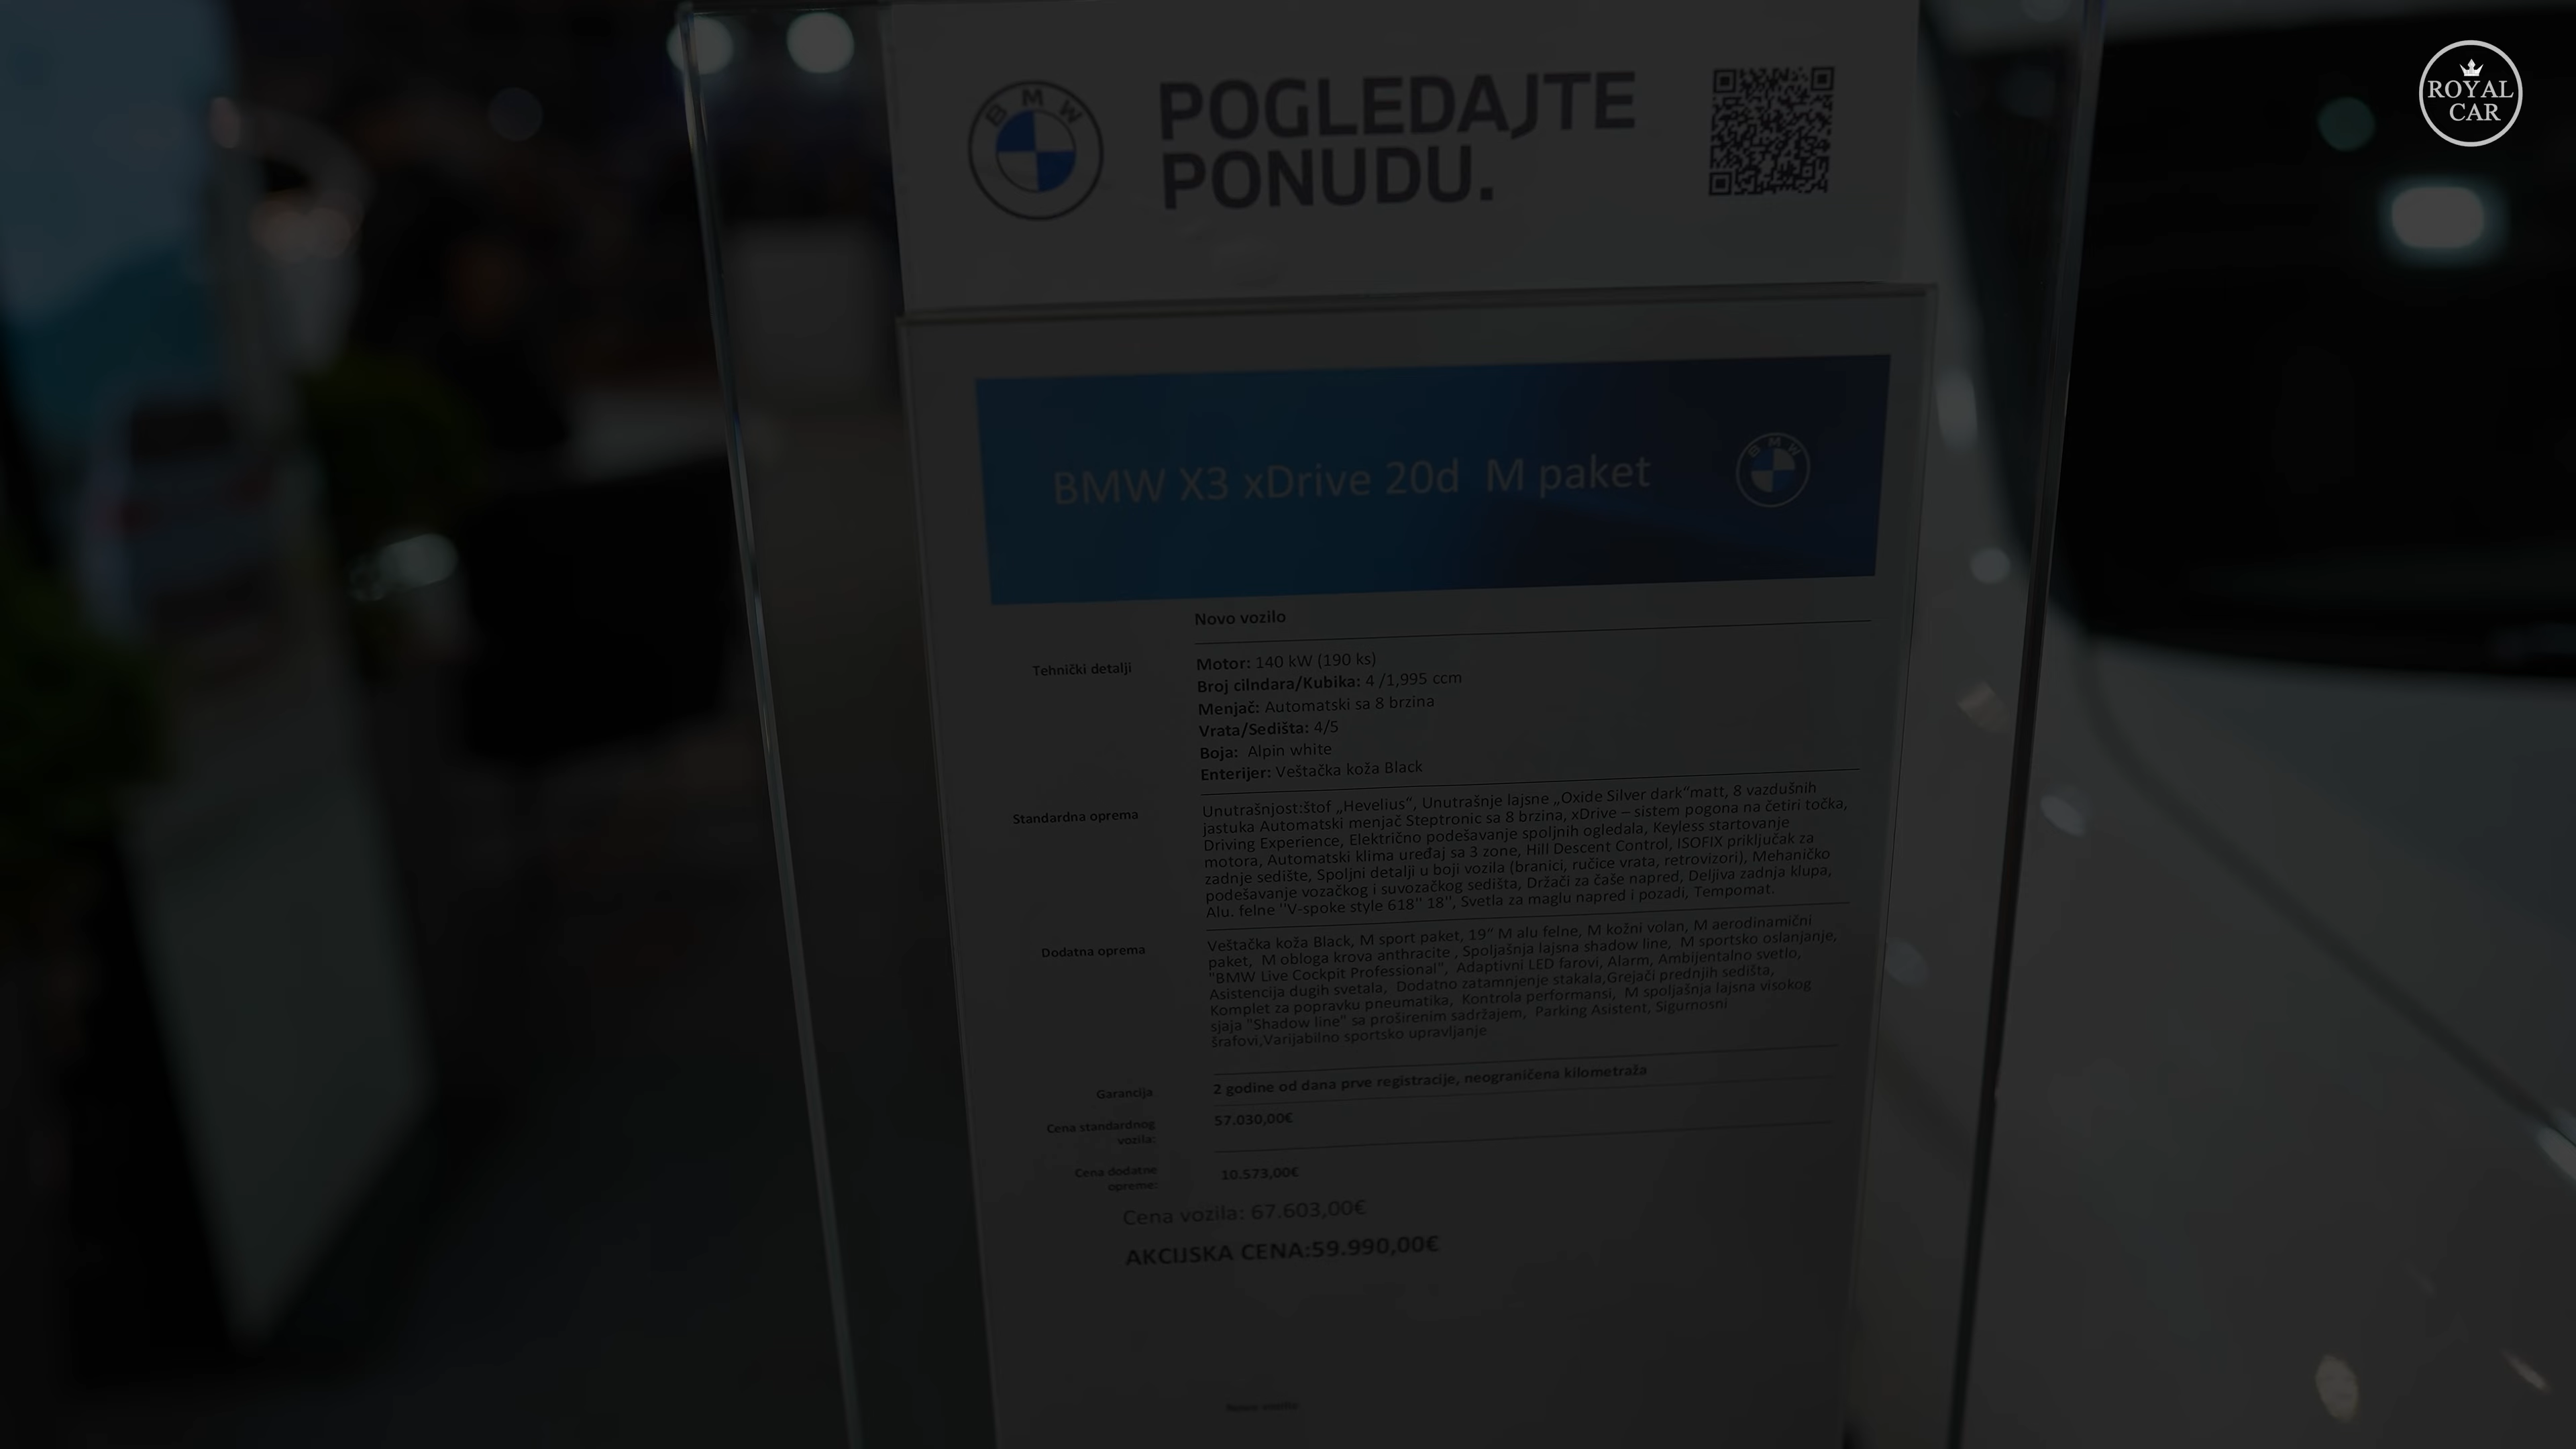 ROYAL
CAR
BMW
POGLEDAJTE
PONUDU.
BMW X3 xDrive 20d M paket
BMW
Novo vozilo
Tehnički detalji
Motor: 140 kW (190 ks)
Broj cilndara/Kubika: 4 /1,995 ccm
Menjač: Automatski sa 8 brzina
Vrata/Sedišta: 4/5
Boja: Alpin white
Enterijer: Veštačka koža Black
Standardna oprema
Unutrašnjost:štof „Hevelius“, Unutrašnje lajsne „Oxide Silver dark“matt, 8 vazdušnih
jastuka Automatski menjač Steptronic sa 8 brzina, xDrive – sistem pogona na četiri točka,
Driving Experience, Električno podešavanje spoljnih ogledala, Keyless startovanje
motora, Automatski klima uređaj sa 3 zone, Hill Descent Control, ISOFIX priključak za
zadnje sedište, Spoljni detalji u boji vozila (branici, ručice vrata, retrovizori), Mehaničko
podešavanje vozačkog i suvozačkog sedišta, Držači za čaše napred, Deljiva zadnja klupa,
Alu. felne ''V-spoke style 618'' 18'', Svetla za maglu napred i pozadi, Tempomat.
Dodatna oprema
Veštačka koža Black, M sport paket, 19″ M alu felne, M kožni volan, M aerodinamični
paket, M obloga krova anthracite , Spoljašnja lajsna shadow line, M sportsko oslanjanje,
"BMW Live Cockpit Professional", Adaptivni LED farovi, Alarm, Ambijentalno svetlo,
Asistencija dugih svetala, Dodatno zatamnjenje stakala,Grejači prednjih sedišta,
Komplet za popravku pneumatika, Kontrola performansi, M spoljašnja lajsna visokog
sjaja "Shadow line" sa proširenim sadržajem, Parking Asistent, Sigurnosni
šrafovi,Varijabilno sportsko upravljanje
Garancija
2 godine od dana prve registracije, neograničena kilometraža
Cena standardnog
vozila:
57.030,00€
Cena dodatne
opreme:
10.573,00€
Cena vozila: 67.603,00€
AKCIJSKA CENA:59.990,00€